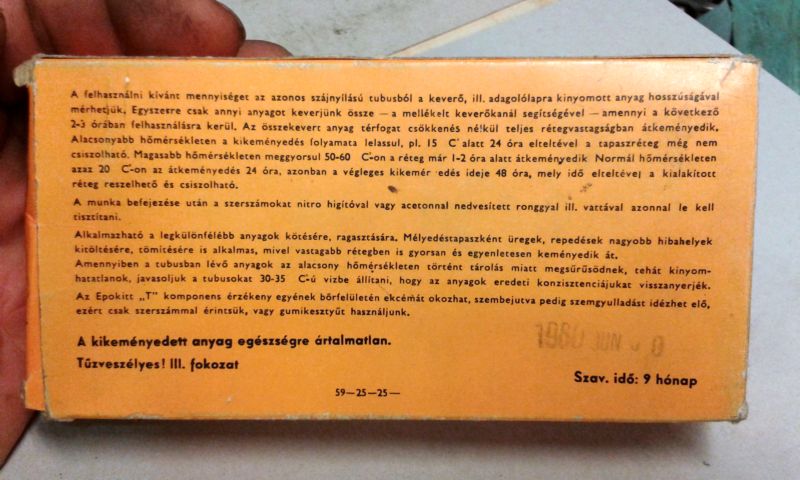 A felhasználni kívánt mennyiséget az azonos szájnyílású tubusból a keverő, ill. adagolólapra kinyomott anyag hosszúságával
mérhetjük. Egyszerre csak annyi anyagot keverjünk össze — a mellékelt keverőkanál segítségével — amennyi a következő
2-3 órában felhasználásra kerül. Az összekevert anyag térfogat csökkenés nélkül teljes rétegvastagságban átkeményedik.
Alacsonyabb hőmérsékleten a kikeményedés folyamata lelassul, pl. 15 C° alatt 24 óra elteltével a tapaszréteg még nem
csiszolható. Magasabb hőmérsékleten meggyorsul 50-60 C°-on a réteg már 1-2 óra alatt átkeményedik Normál hőmérsékleten
azaz 20 C°-on az átkeményedés 24 óra, azonban a végleges kikemér edés ideje 48 óra, mely idő elteltével a kialakított
réteg reszelhető és csiszolható.
A munka befejezése után a szerszámokat nitro higítóval vagy acetonnal nedvesített ronggyal ill. vattával azonnal le kell
tisztítani.
Alkalmazható a legkülönfélébb anyagok kötésére, ragasztására. Mélyedéstapaszként üregek, repedések nagyobb hibahelyek
kitöltésére, tömítésére is alkalmas, mivel vastagabb rétegben is gyorsan és egyenletesen keményedik át.
Amennyiben a tubusban lévő anyagok az alacsony hőmérsékleten történt tárolás miatt megsűrűsödnek, tehát kinyom-
hatatlanok, javasoljuk a tubusokat 30-35 C°-ú vizbe állítani, hogy az anyagok eredeti konzisztenciájukat visszanyerjék.
Az Epokitt „T” komponens érzékeny egyének bőrfelületén ekcémát okozhat, szembejutva pedig szemgyulladást idézhet elő,
ezért csak szerszámmal érintsük, vagy gumikesztyűt használjunk.
A kikeményedett anyag egészségre ártalmatlan.
Tűzveszélyes! III. fokozat
1980 JUN 0
Szav. idő: 9 hónap
59—25—25—